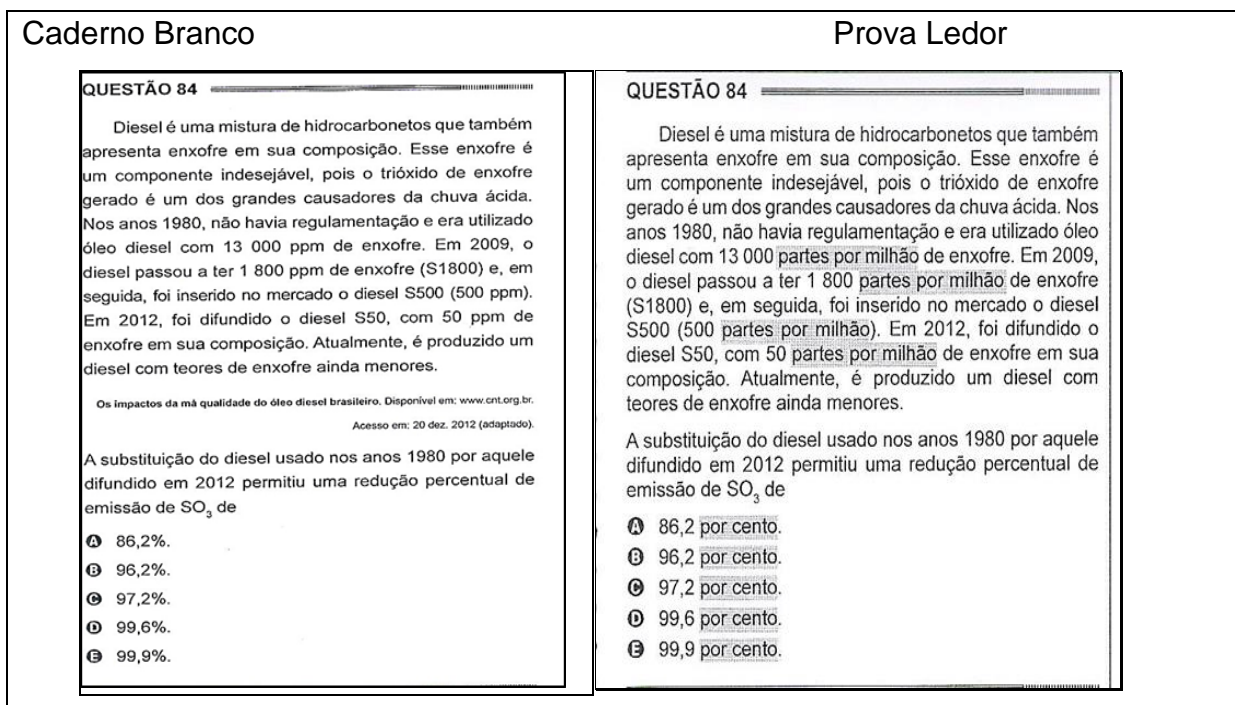 Caderno Branco
Prova Ledor
QUESTÃO 84
Diesel é uma mistura de hidrocarbonetos que também
apresenta enxofre em sua composição. Esse enxofre é
um componente indesejável, pois o trióxido de enxofre
gerado é um dos grandes causadores da chuva ácida.
Nos anos 1980, não havia regulamentação e era utilizado
óleo diesel com 13 000 ppm de enxofre. Em 2009, o
diesel passou a ter 1 800 ppm de enxofre (S1800) e, em
seguida, foi inserido no mercado o diesel S500 (500 ppm).
Em 2012, foi difundido o diesel S50, com 50 ppm de
enxofre em sua composição. Atualmente, é produzido um
diesel com teores de enxofre ainda menores.
Os impactos da má qualidade do óleo diesel brasileiro. Disponível em: www.cnt.org.br.
Acesso em: 20 dez. 2012 (adaptado).
A substituição do diesel usado nos anos 1980 por aquele
difundido em 2012 permitiu uma redução percentual de
emissão de SO₃ de
A 86,2%.
B 96,2%.
C 97,2%.
D 99,6%.
E 99,9%.
QUESTÃO 84
Diesel é uma mistura de hidrocarbonetos que também
apresenta enxofre em sua composição. Esse enxofre é
um componente indesejável, pois o trióxido de enxofre
gerado é um dos grandes causadores da chuva ácida. Nos
anos 1980, não havia regulamentação e era utilizado óleo
diesel com 13 000 partes por milhão de enxofre. Em 2009,
o diesel passou a ter 1 800 partes por milhão de enxofre
(S1800) e, em seguida, foi inserido no mercado o diesel
S500 (500 partes por milhão). Em 2012, foi difundido o
diesel S50, com 50 partes por milhão de enxofre em sua
composição. Atualmente, é produzido um diesel com
teores de enxofre ainda menores.
A substituição do diesel usado nos anos 1980 por aquele
difundido em 2012 permitiu uma redução percentual de
emissão de SO₃ de
A 86,2 por cento.
B 96,2 por cento.
C 97,2 por cento.
D 99,6 por cento.
E 99,9 por cento.